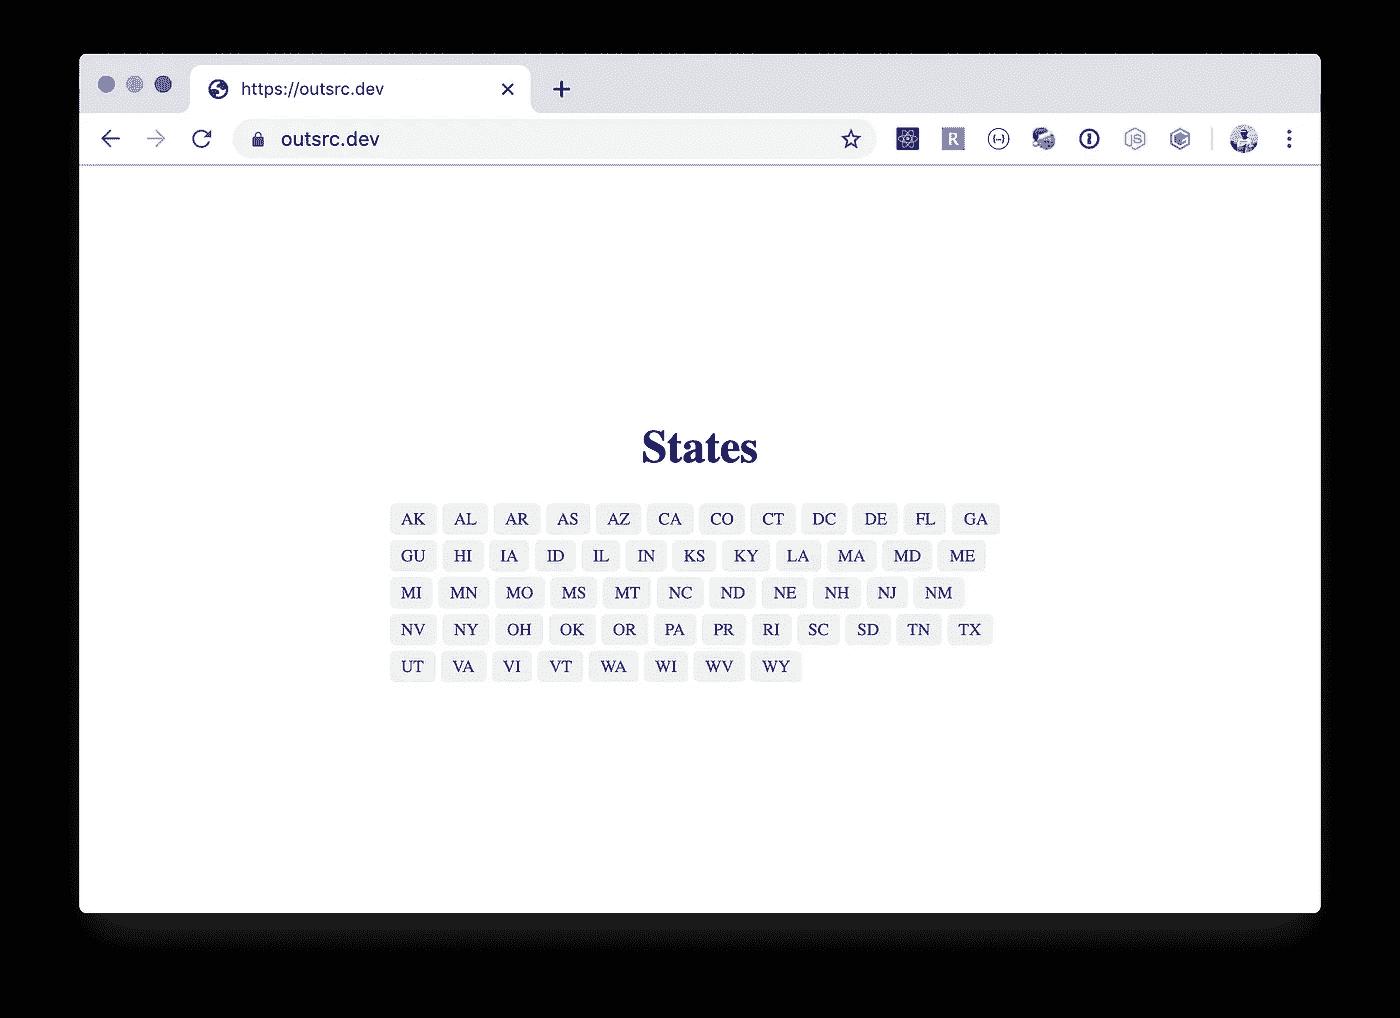 https://outsrc.dev
outsrc.dev
R
JS
States
AK AL AR AS AZ CA CO CT DC DE FL GA
GU HI IA ID IL IN KS KY LA MA MD ME
MI MN MO MS MT NC ND NE NH NJ NM
NV NY OH OK OR PA PR RI SC SD TN TX
UT VA VI VT WA WI WV WY